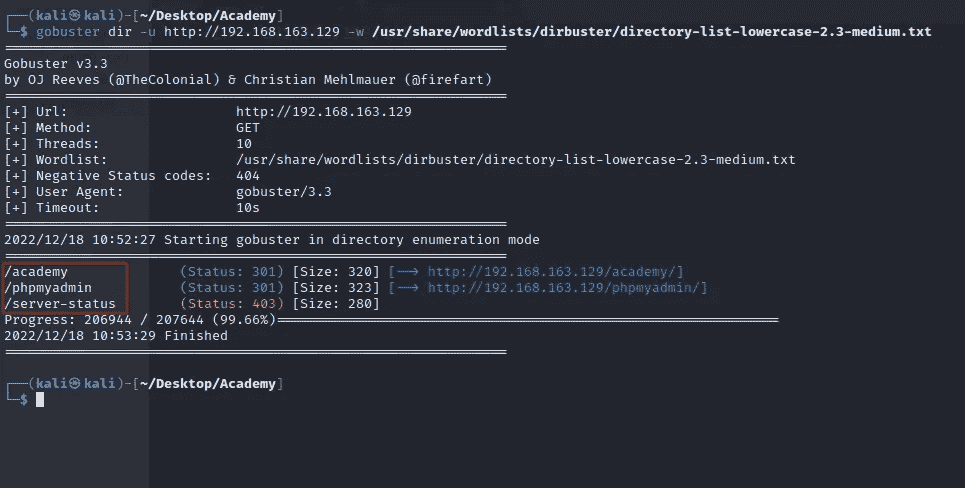 ┌──(kali㉿kali)-[~/Desktop/Academy]
└─$ gobuster dir -u http://192.168.163.129 -w /usr/share/wordlists/dirbuster/directory-list-lowercase-2.3-medium.txt
===============================================================
Gobuster v3.3
by OJ Reeves (@TheColonial) & Christian Mehlmauer (@firefart)
===============================================================
[+] Url:                     http://192.168.163.129
[+] Method:                  GET
[+] Threads:                 10
[+] Wordlist:                /usr/share/wordlists/dirbuster/directory-list-lowercase-2.3-medium.txt
[+] Negative Status codes:   404
[+] User Agent:              gobuster/3.3
[+] Timeout:                 10s
===============================================================
2022/12/18 10:52:27 Starting gobuster in directory enumeration mode
===============================================================
/academy              (Status: 301) [Size: 320] [--> http://192.168.163.129/academy/]
/phpmyadmin           (Status: 301) [Size: 323] [--> http://192.168.163.129/phpmyadmin/]
/server-status        (Status: 403) [Size: 280]
Progress: 206944 / 207644 (99.66%)===============================================================
2022/12/18 10:53:29 Finished
===============================================================
┌──(kali㉿kali)-[~/Desktop/Academy]
└─$